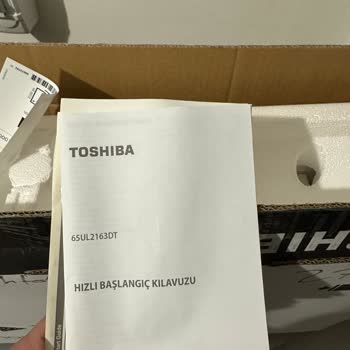 TOSHIBA
65UL2163DT
HIZLI BAŞLANGIÇ KILAVUZU